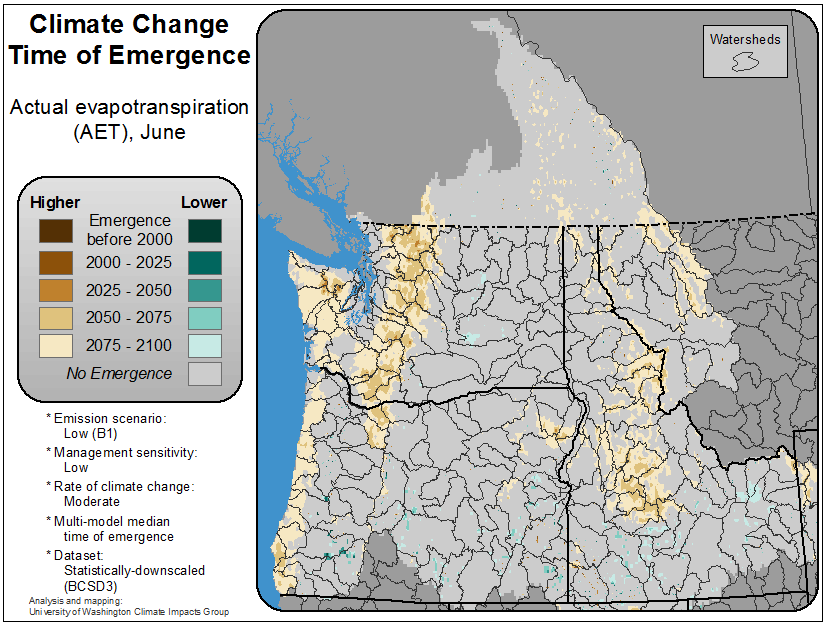 Climate Change
Time of Emergence
Actual evapotranspiration
(AET), June
Higher
Lower
Emergence
before 2000
2000 - 2025
2025 - 2050
2050 - 2075
2075 - 2100
No Emergence
* Emission scenario:
Low (B1)
* Management sensitivity:
Low
* Rate of climate change:
Moderate
* Multi-model median
time of emergence
* Dataset:
Statistically-downscaled
(BCSD3)
Analysis and mapping:
University of Washington Climate Impacts Group
Watersheds